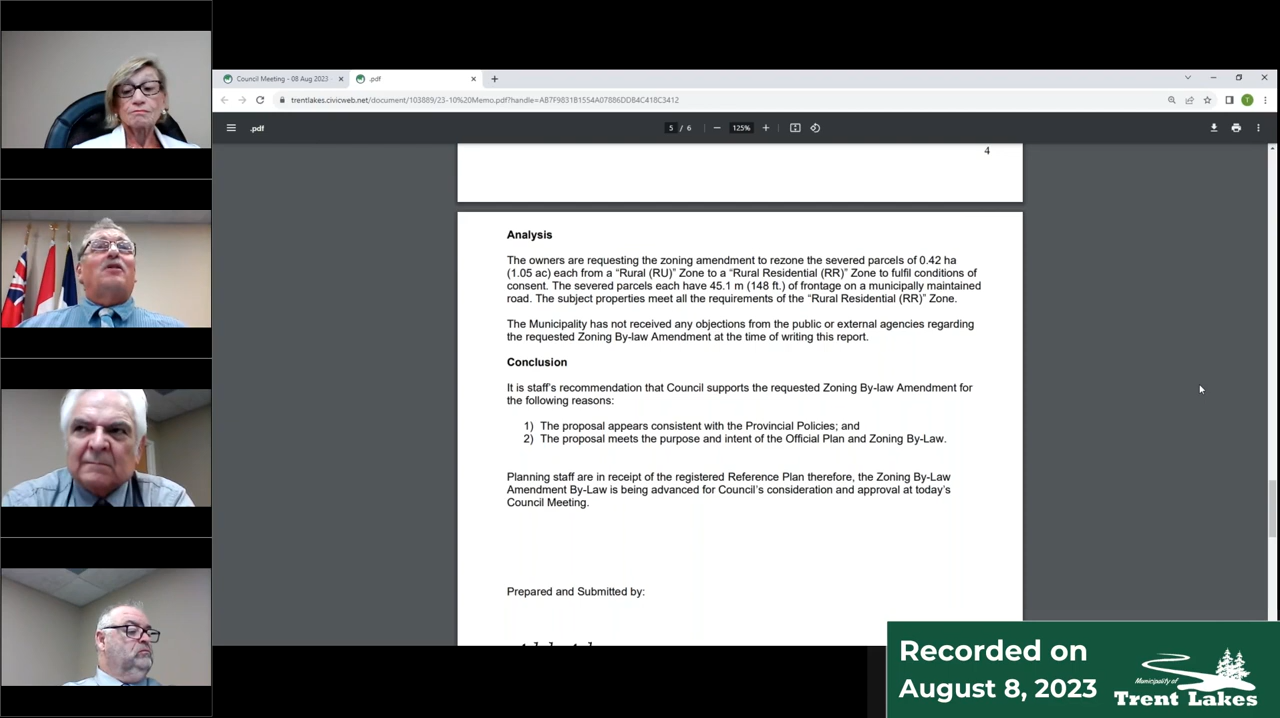 Council Meeting - 08 Aug 2023
.pdf
trentlakes.civicweb.net/document/103889/23-10%20Memo.pdf?handle=AB7F9831B1554A07886DDB4C418C3412
T
.pdf
5 / 6
125%
4
Analysis
The owners are requesting the zoning amendment to rezone the severed parcels of 0.42 ha
(1.05 ac) each from a “Rural (RU)” Zone to a “Rural Residential (RR)” Zone to fulfil conditions of
consent. The severed parcels each have 45.1 m (148 ft.) of frontage on a municipally maintained
road. The subject properties meet all the requirements of the “Rural Residential (RR)” Zone.
The Municipality has not received any objections from the public or external agencies regarding
the requested Zoning By-law Amendment at the time of writing this report.
Conclusion
It is staff’s recommendation that Council supports the requested Zoning By-law Amendment for
the following reasons:
1) The proposal appears consistent with the Provincial Policies; and
2) The proposal meets the purpose and intent of the Official Plan and Zoning By-Law.
Planning staff are in receipt of the registered Reference Plan therefore, the Zoning By-Law
Amendment By-Law is being advanced for Council’s consideration and approval at today’s
Council Meeting.
Prepared and Submitted by:
Recorded on
August 8, 2023
Municipality of
Trent Lakes